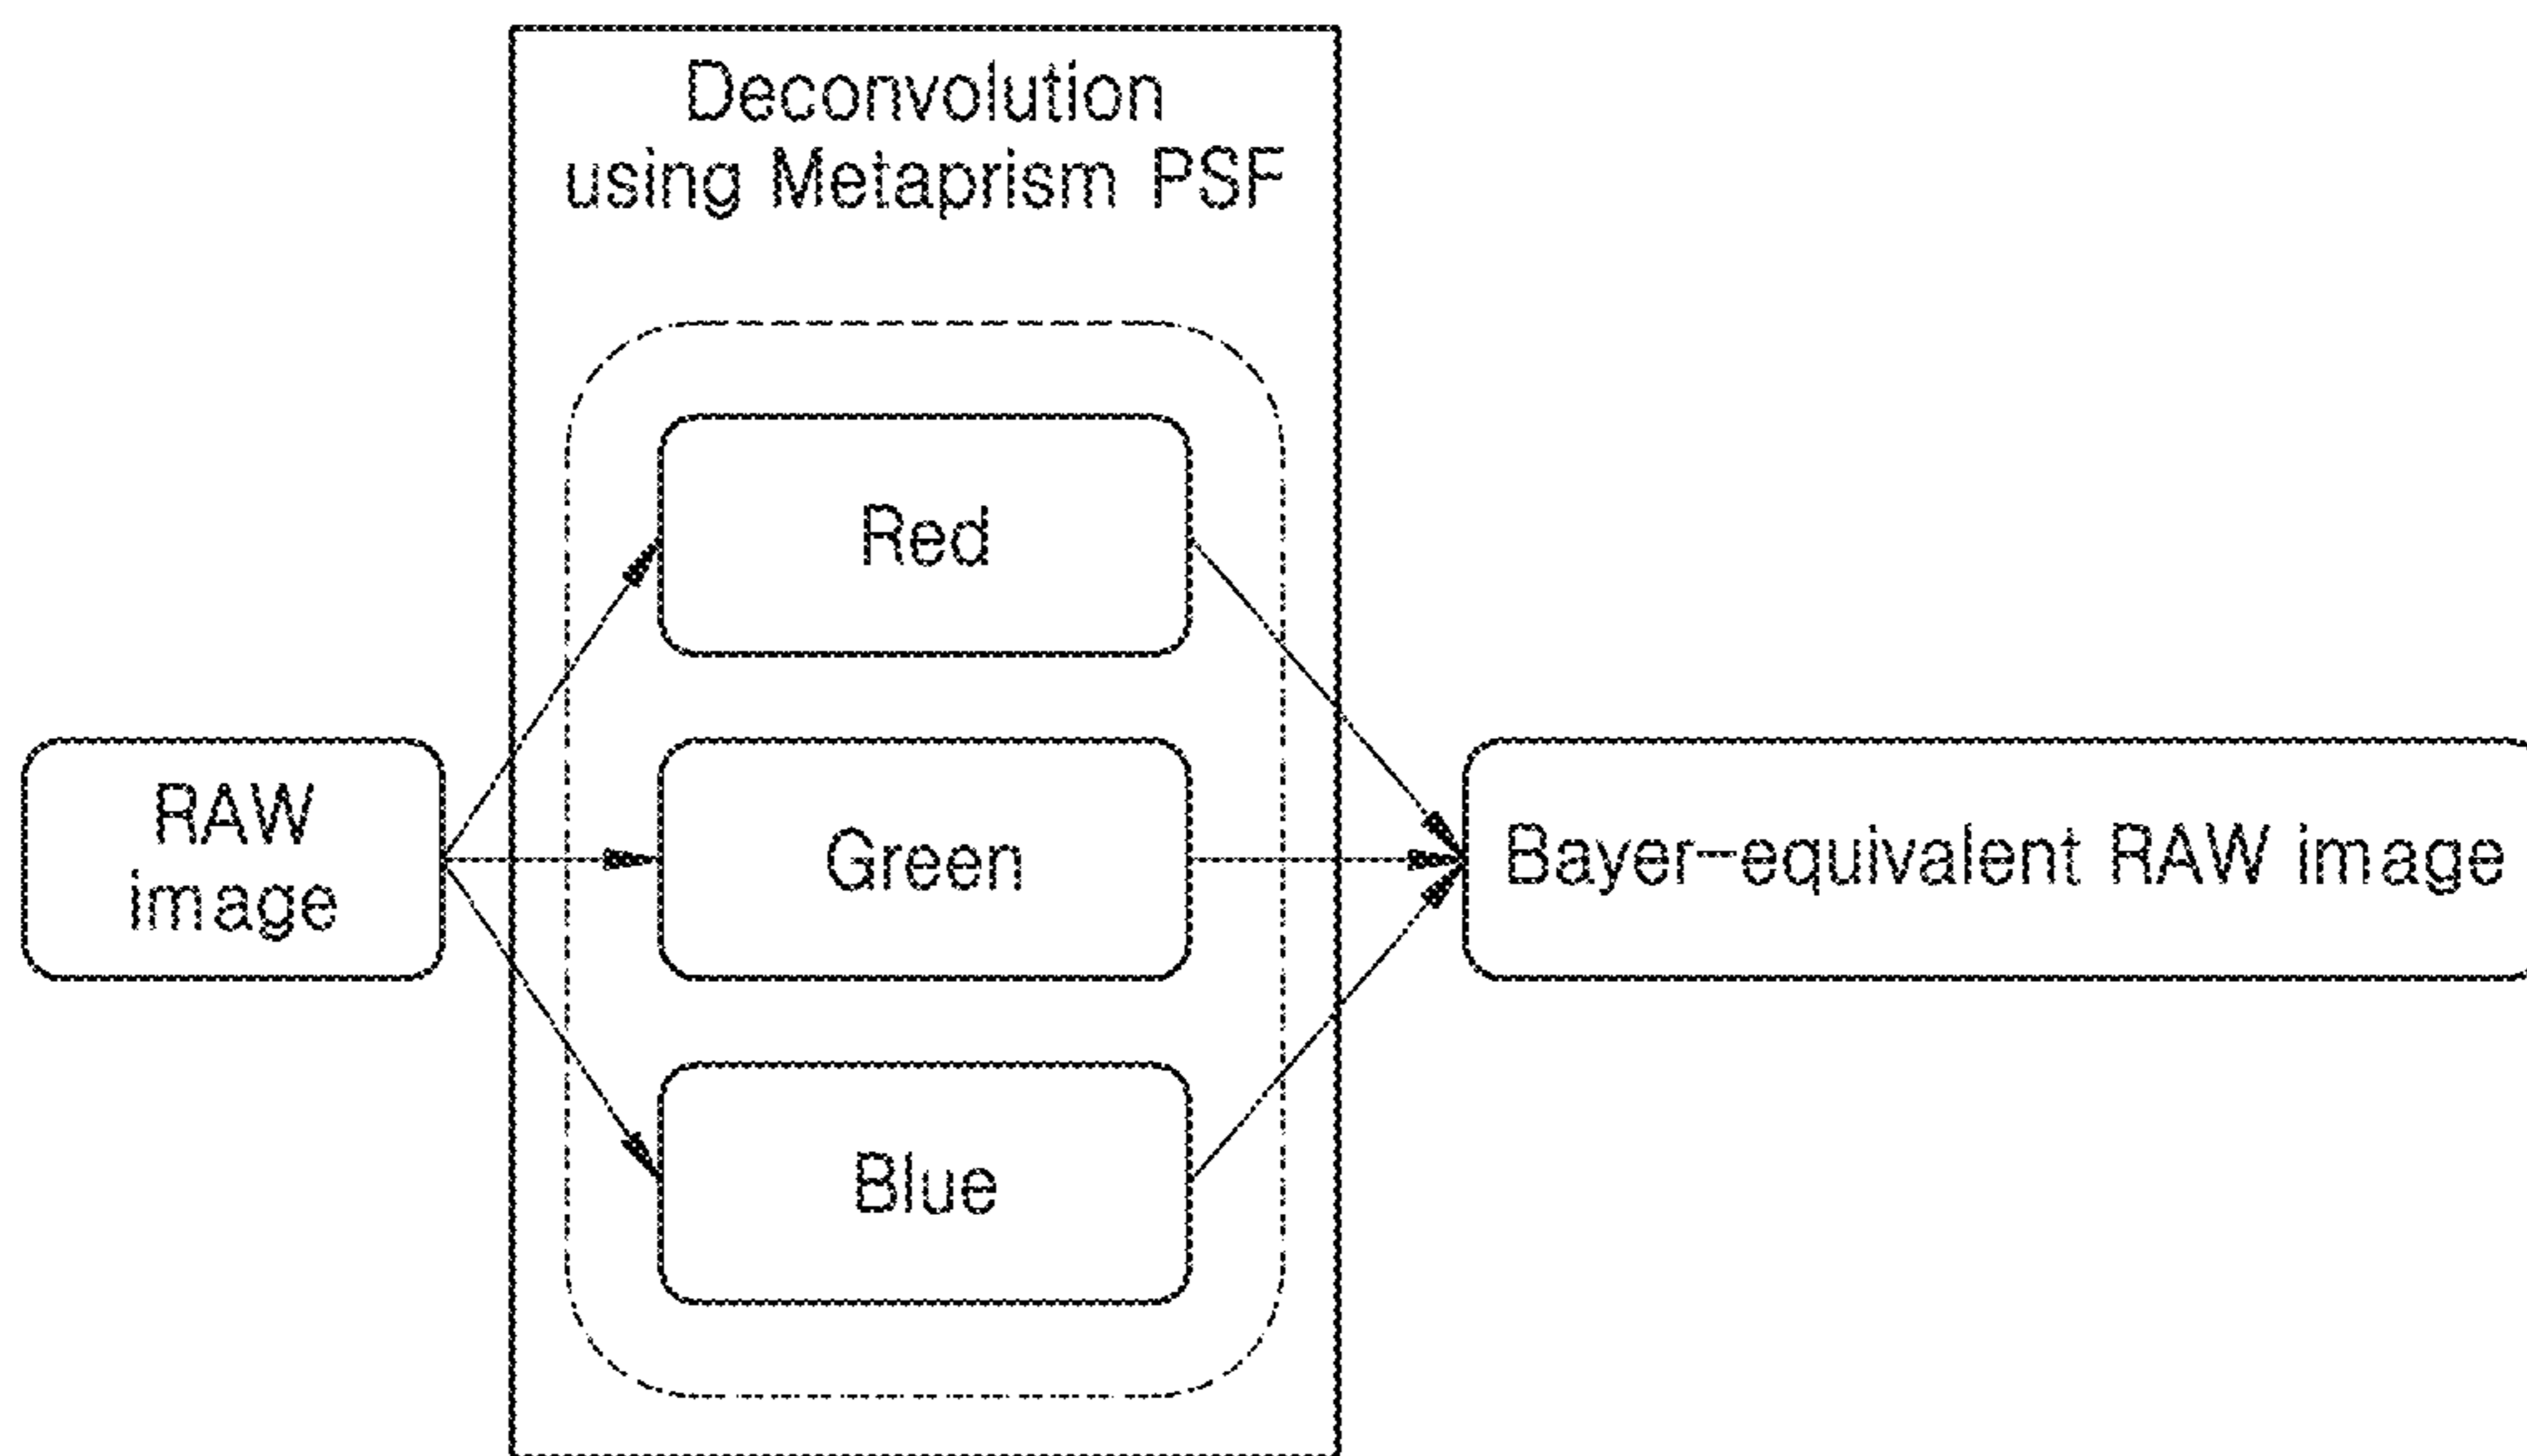 Deconvolution
using Metaprism PSF
Red
RAW
image
Green
Bayer-equivalent RAW image
Blue